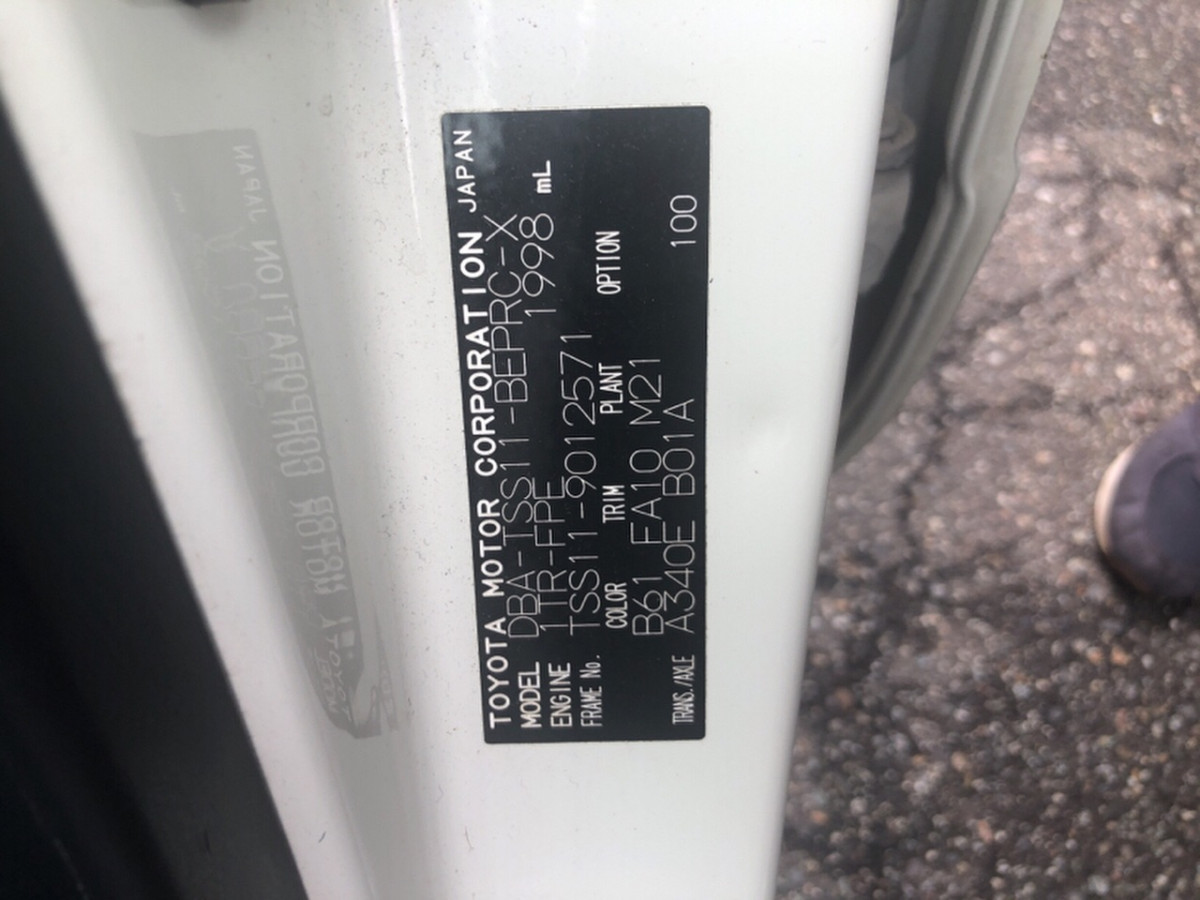 TOYOTA MOTOR CORPORATION JAPAN
MODEL DBA-TSS11-BEPRC-X
ENGINE 1TR-FPE 1998 mL
FRAME No. TSS11-9012571
COLOR TRIM PLANT OPTION
B61 FA10 M21
TRANS./AXLE A340E B01A 100